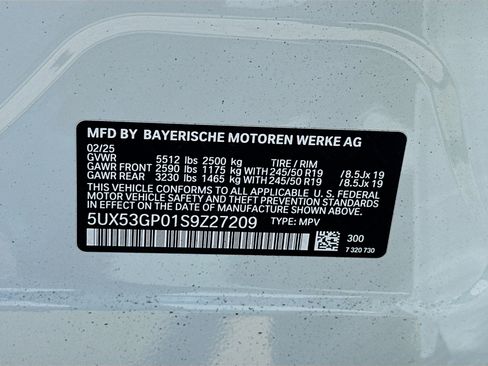 MFD BY BAYERISCHE MOTOREN WERKE AG
02/25
GVWR 5512 lbs 2500 kg TIRE / RIM
GAWR FRONT 2590 lbs 1175 kg WITH 245/50 R19 /8.5Jx 19
GAWR REAR 3230 lbs 1465 kg WITH 245/50 R19 /8.5Jx 19
THIS VEHICLE CONFORMS TO ALL APPLICABLE U. S. FEDERAL
MOTOR VEHICLE SAFETY AND THEFT PREVENTION STANDARDS
IN EFFECT ON THE DATE OF MANUFACTURE SHOWN ABOVE.
5UX53GP01S9Z27209 TYPE: MPV
300
7 320 730